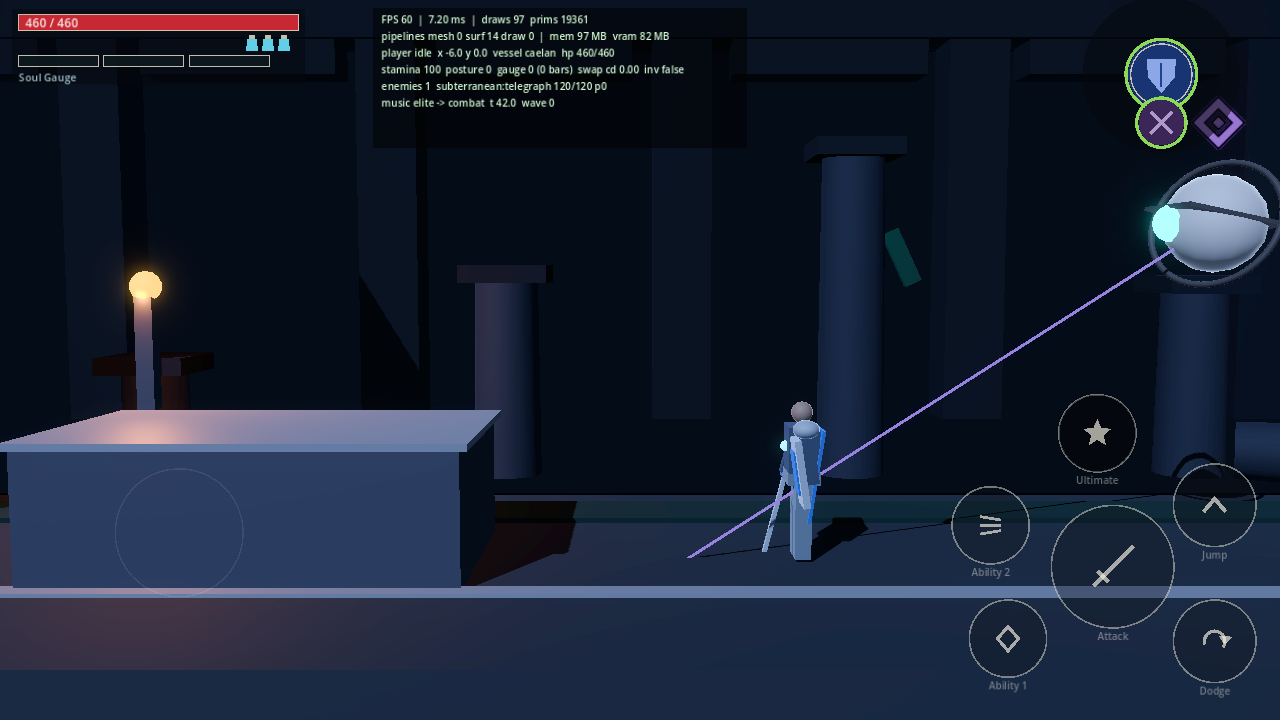 460 / 460
Soul Gauge
FPS 60 | 7.20 ms | draws 97 prims 19361
pipelines mesh 0 surf 14 draw 0 | mem 97 MB vram 82 MB
player idle x -6.0 y 0.0 vessel caelan hp 460/460
stamina 100 posture 0 gauge 0 (0 bars) swap cd 0.00 inv false
enemies 1 subterranean:telegraph 120/120 p0
music elite -> combat t 42.0 wave 0
Ultimate
Ability 2
Jump
Attack
Ability 1
Dodge